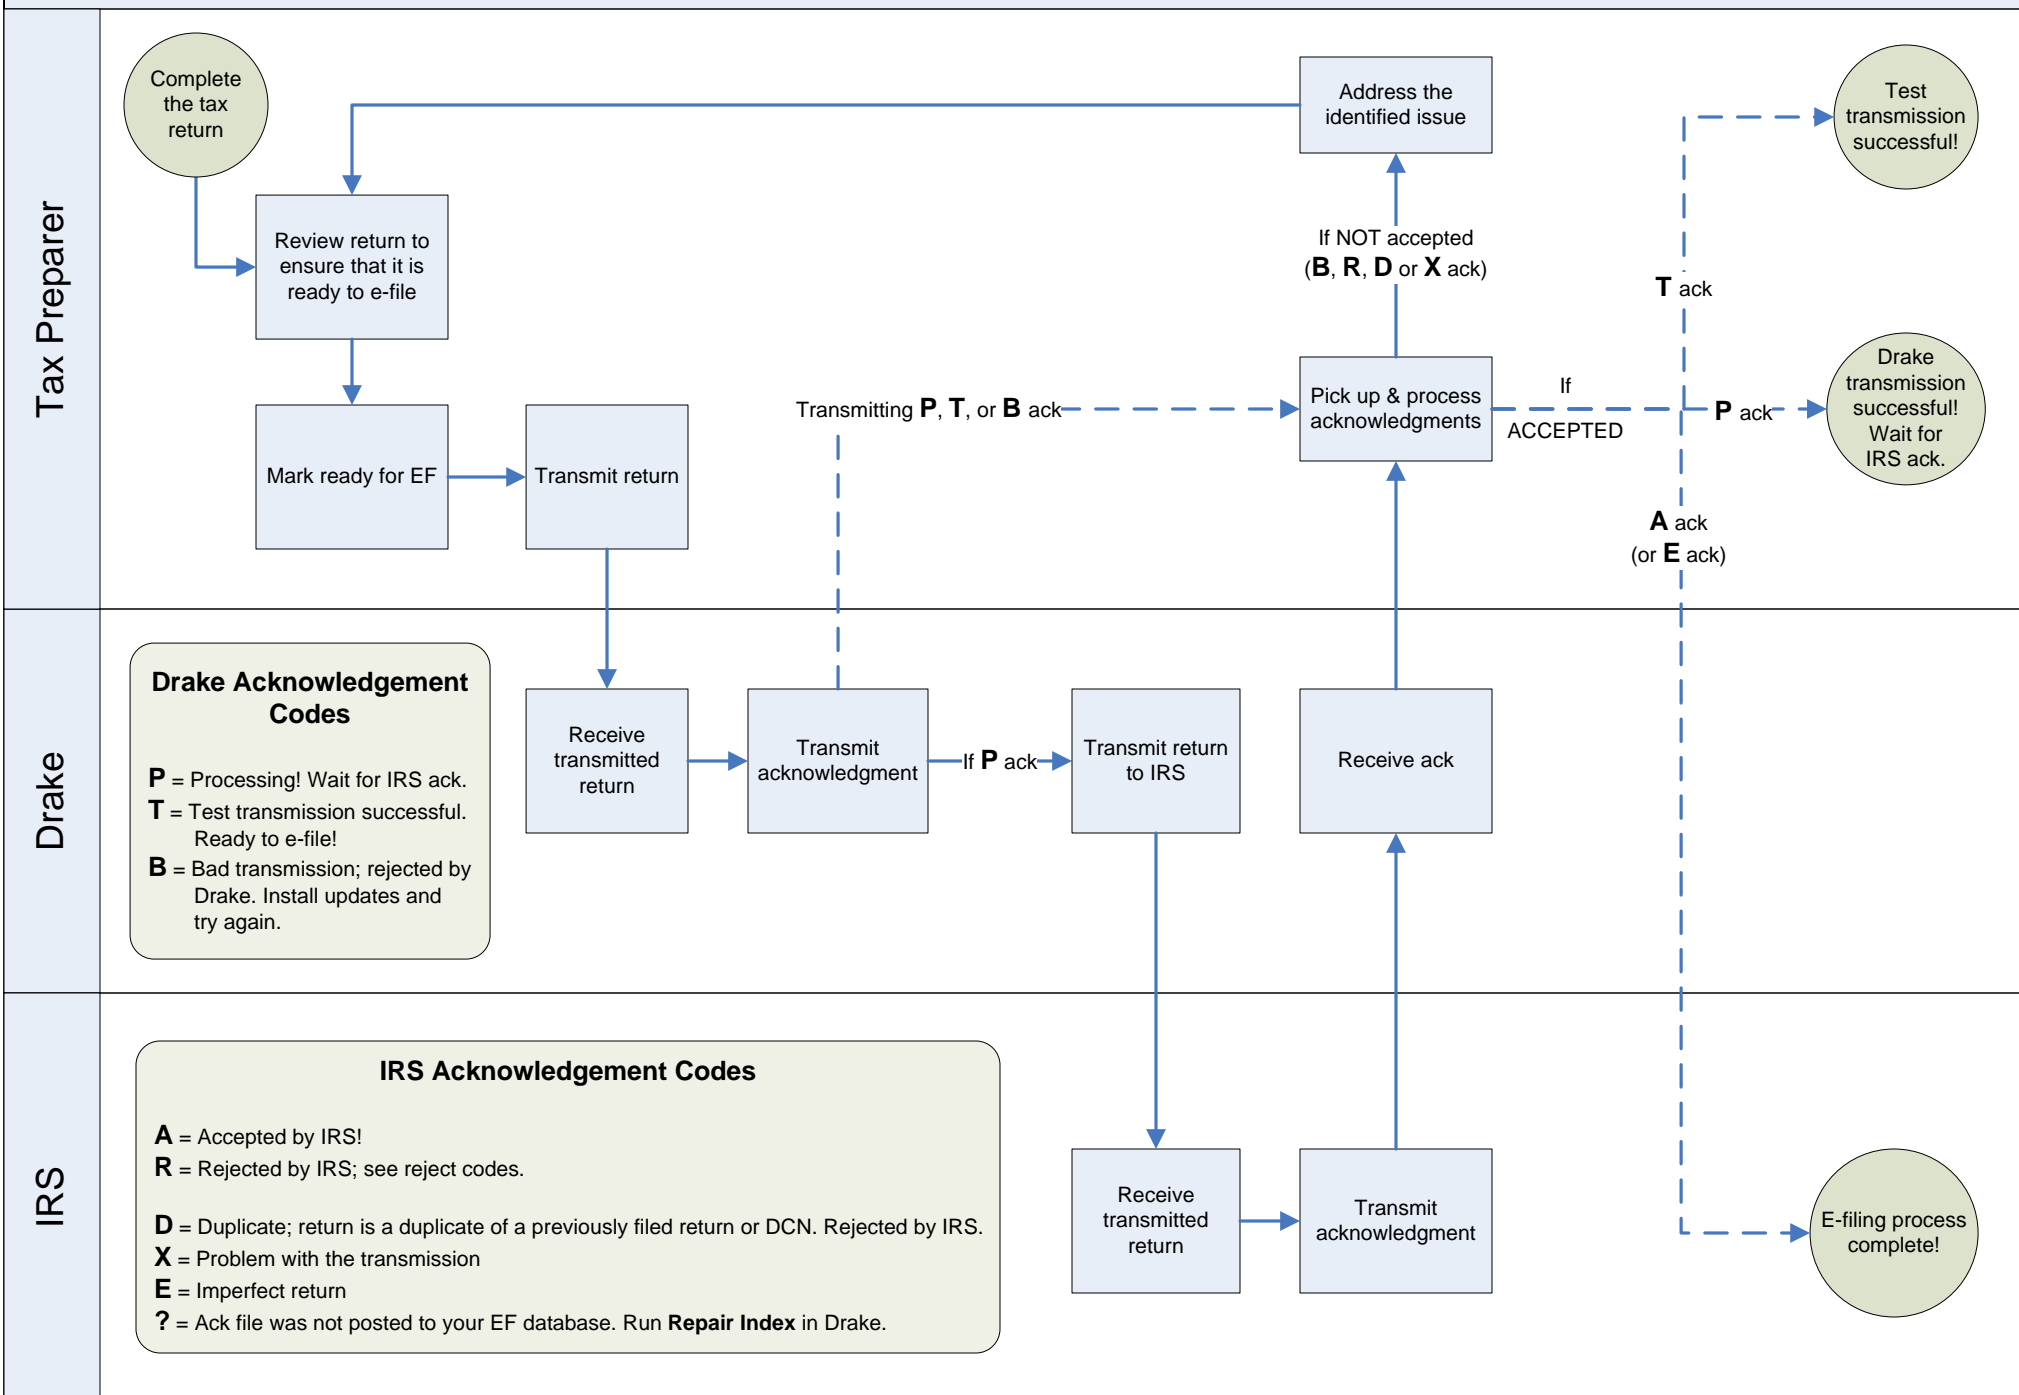 Tax Preparer
Complete
the tax
return
Review return to
ensure that it is
ready to e-file
Mark ready for EF
Transmit return
Transmitting P, T, or B ack
Address the
identified issue
If NOT accepted
(B, R, D or X ack)
Pick up & process
acknowledgments
If
ACCEPTED
T ack
P ack
A ack
(or E ack)
Test
transmission
successful!
Drake
transmission
successful!
Wait for
IRS ack.
Drake
Drake Acknowledgement
Codes
P = Processing! Wait for IRS ack.
T = Test transmission successful.
Ready to e-file!
B = Bad transmission; rejected by
Drake. Install updates and
try again.
Receive
transmitted
return
Transmit
acknowledgment
If P ack
Transmit return
to IRS
Receive ack
IRS
IRS Acknowledgement Codes
A = Accepted by IRS!
R = Rejected by IRS; see reject codes.
D = Duplicate; return is a duplicate of a previously filed return or DCN. Rejected by IRS.
X = Problem with the transmission
E = Imperfect return
? = Ack file was not posted to your EF database. Run Repair Index in Drake.
Receive
transmitted
return
Transmit
acknowledgment
E-filing process
complete!